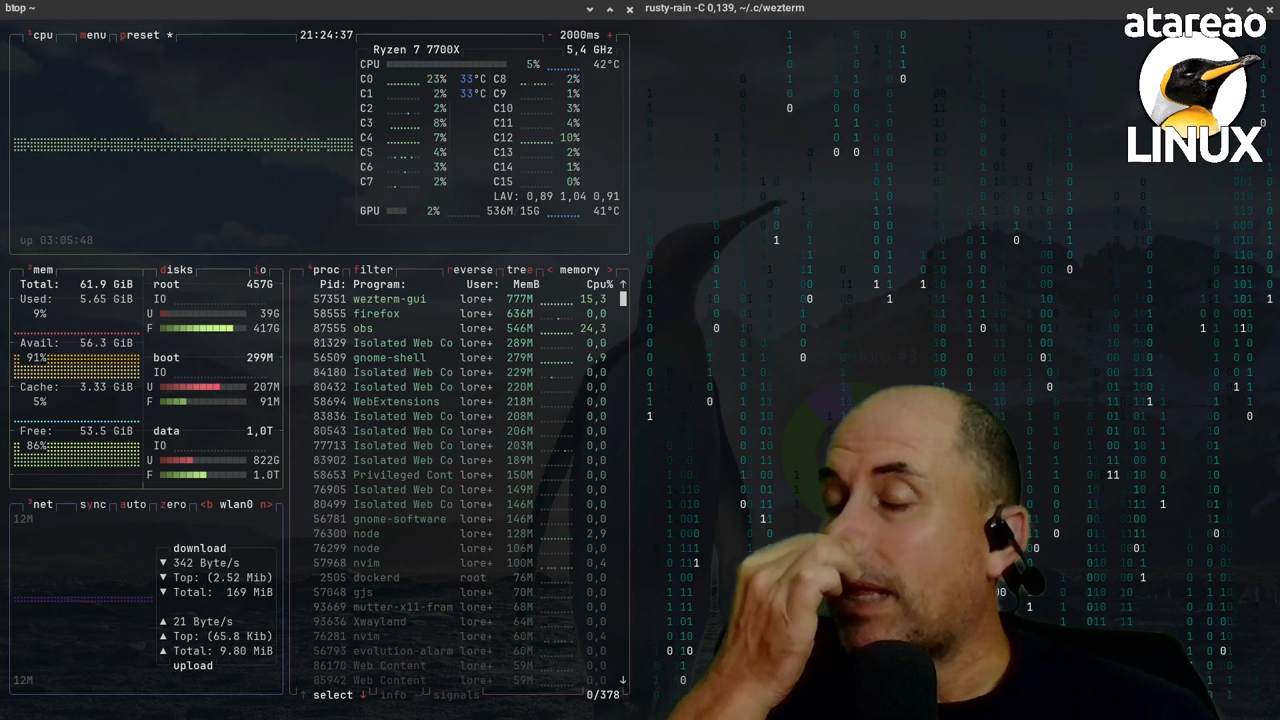 btop ~
rusty-rain -C 0,139, ~/.c/wezterm
atareao
LINUX
¹cpu menu preset * 21:24:37 - 2000ms +
Ryzen 7 7700X 5,4 GHz
CPU 5% 42°C
C0 23% 33°C C8 2%
C1 2% 33°C C9 1%
C2 2% C10 3%
C3 8% C11 4%
C4 7% C12 10%
C5 4% C13 2%
C6 3% C14 1%
C7 2% C15 0%
LAV: 0,89 1,04 0,91
GPU 2% 536M/15G 41°C
up 03:05:48
²mem disks io
Total: 61.9 GiB
Used: 5.65 GiB
9%
Avail: 56.3 GiB
91%
Cache: 3.33 GiB
5%
Free: 53.5 GiB
86%
root 457G
IO
U 39G
F 417G
boot 299M
IO
U 207M
F 91M
data 1,0T
IO
U 822G
F 1.0T
³net sync auto zero <b wlan0 n>
12M
download
▼ 342 Byte/s
▼ Top: (2.52 Mib)
▼ Total: 169 MiB
▲ 21 Byte/s
▲ Top: (65.8 Kib)
▲ Total: 9.80 MiB
upload
12M
⁴proc filter reverse tree < memory >
Pid: Program: User: MemB Cpu% ↑
57351 wezterm-gui lore+ 777M 15,3
58555 firefox lore+ 636M 0,0
87555 obs lore+ 546M 24,3
81329 Isolated Web Co lore+ 289M 0,0
56509 gnome-shell lore+ 279M 6,9
84180 Isolated Web Co lore+ 229M 0,0
80432 Isolated Web Co lore+ 220M 0,0
58694 WebExtensions lore+ 218M 0,0
83836 Isolated Web Co lore+ 208M 0,0
80543 Isolated Web Co lore+ 206M 0,0
77713 Isolated Web Co lore+ 203M 0,0
83902 Isolated Web Co lore+ 189M 0,0
58653 Privileged Cont lore+ 150M 0,0
76905 Isolated Web Co lore+ 149M 0,0
80499 Isolated Web Co lore+ 146M 0,0
56781 gnome-software lore+ 146M 0,0
76300 node lore+ 128M 2,9
76299 node lore+ 106M 0,0
57968 nvim lore+ 100M 0,4
2505 dockerd root 76M 0,0
57048 gjs lore+ 71M 0,0
93669 mutter-x11-fram lore+ 68M 0,0
93656 Xwayland lore+ 64M 0,0
76281 nvim lore+ 60M 0,4
56793 evolution-alarm lore+ 60M 0,0
86170 Web Content lore+ 59M 0,0
85942 Web Content lore+ 59M 0,0 ↓
↑ select ↓ info signals 0/378